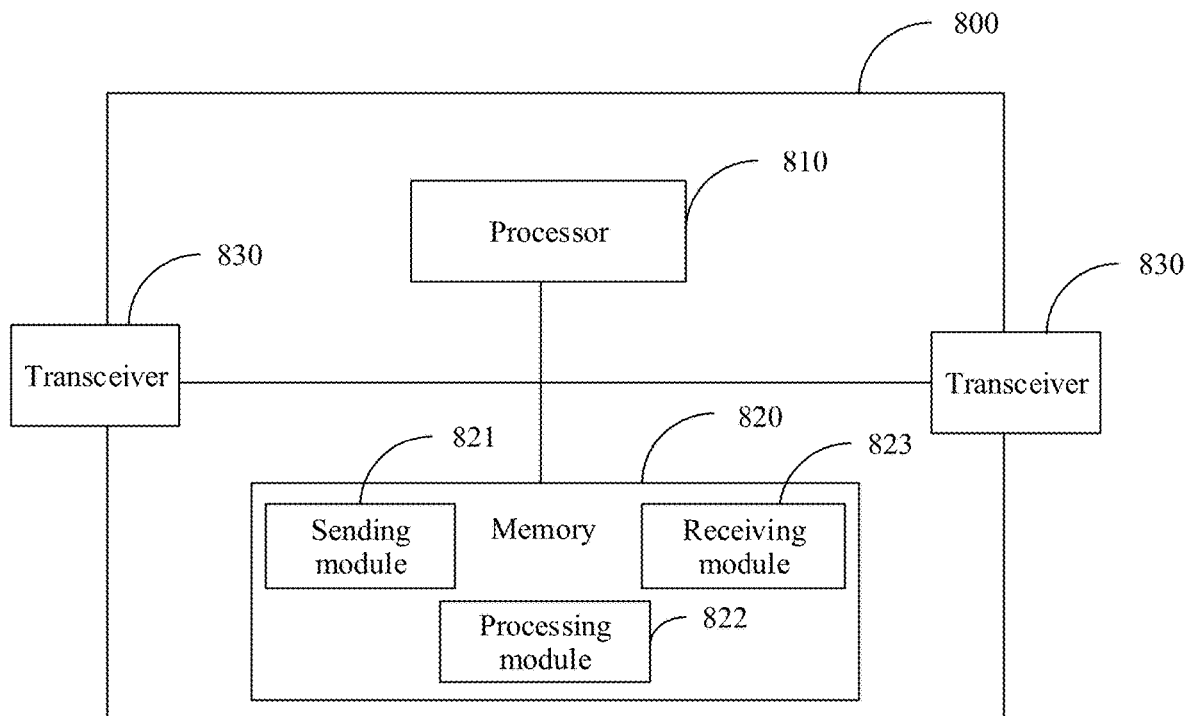 800
810
Processor
830
830
Transceiver
Transceiver
820
821
823
Sending
module
Memory
Receiving
module
Processing
module
822